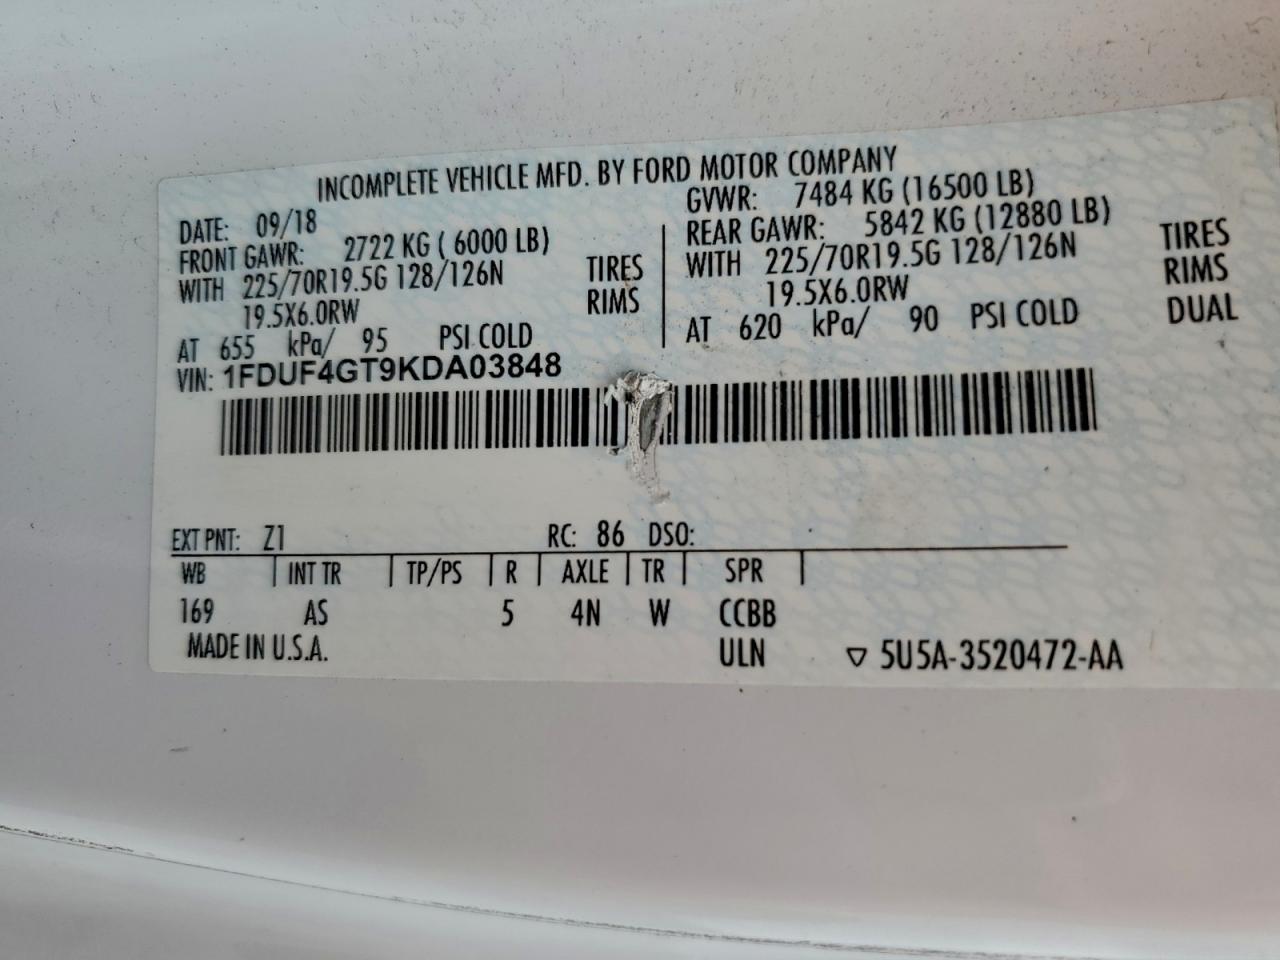 INCOMPLETE VEHICLE MFD. BY FORD MOTOR COMPANY
DATE: 09/18
FRONT GAWR: 2722 KG ( 6000 LB)
WITH 225/70R19.5G 128/126N TIRES
19.5X6.0RW RIMS
AT 655 kPa/ 95 PSI COLD
GVWR: 7484 KG (16500 LB)
REAR GAWR: 5842 KG (12880 LB)
WITH 225/70R19.5G 128/126N TIRES
19.5X6.0RW RIMS
AT 620 kPa/ 90 PSI COLD DUAL
VIN: 1FDUF4GT9KDA03848
EXT PNT: Z1 RC: 86 DSO:
WB INT TR TP/PS R AXLE TR SPR
169 AS 5 4N W CCBB
MADE IN U.S.A. ULN ▽ 5U5A-3520472-AA